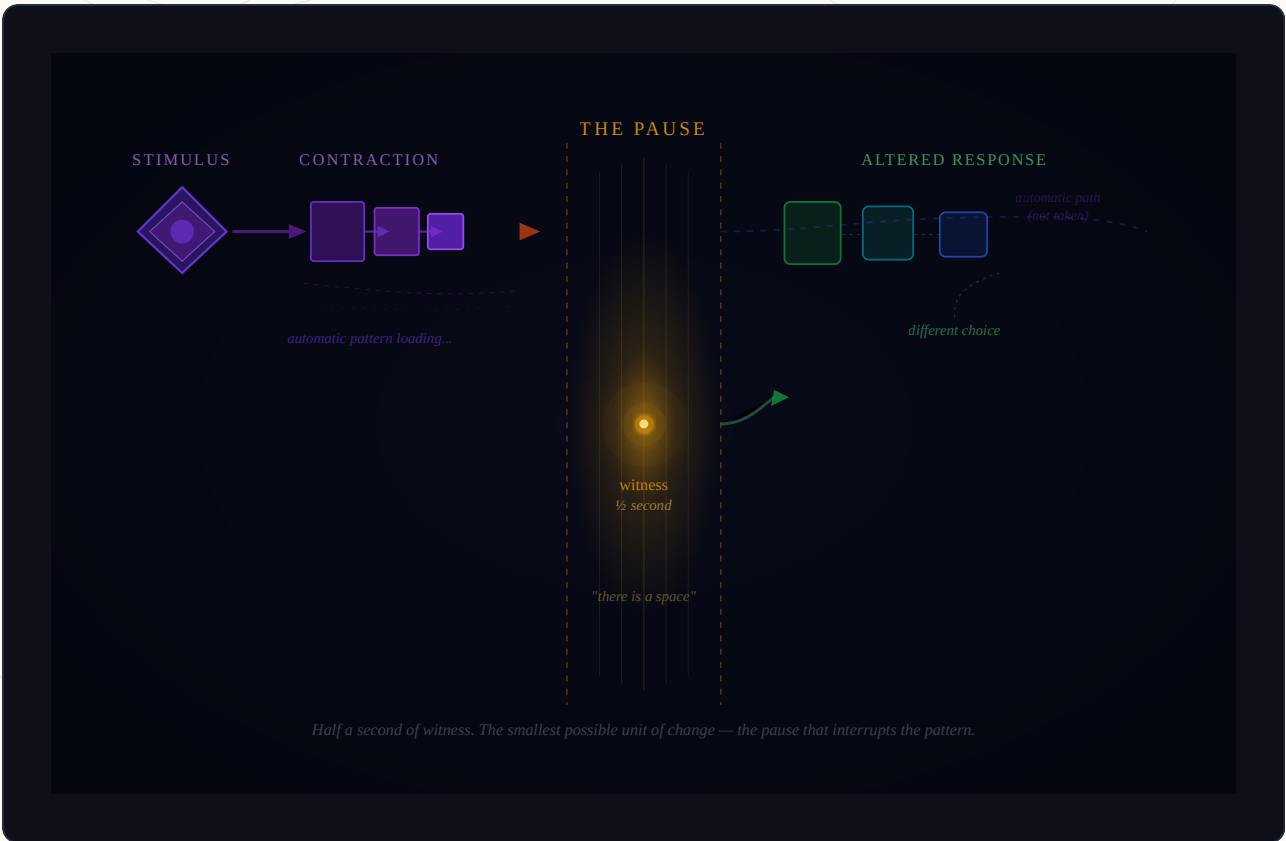 THE PAUSE
STIMULUS
CONTRACTION
ALTERED RESPONSE
automatic path
(not taken)
different choice
automatic pattern loading...
witness
½ second
"there is a space"
Half a second of witness. The smallest possible unit of change — the pause that interrupts the pattern.